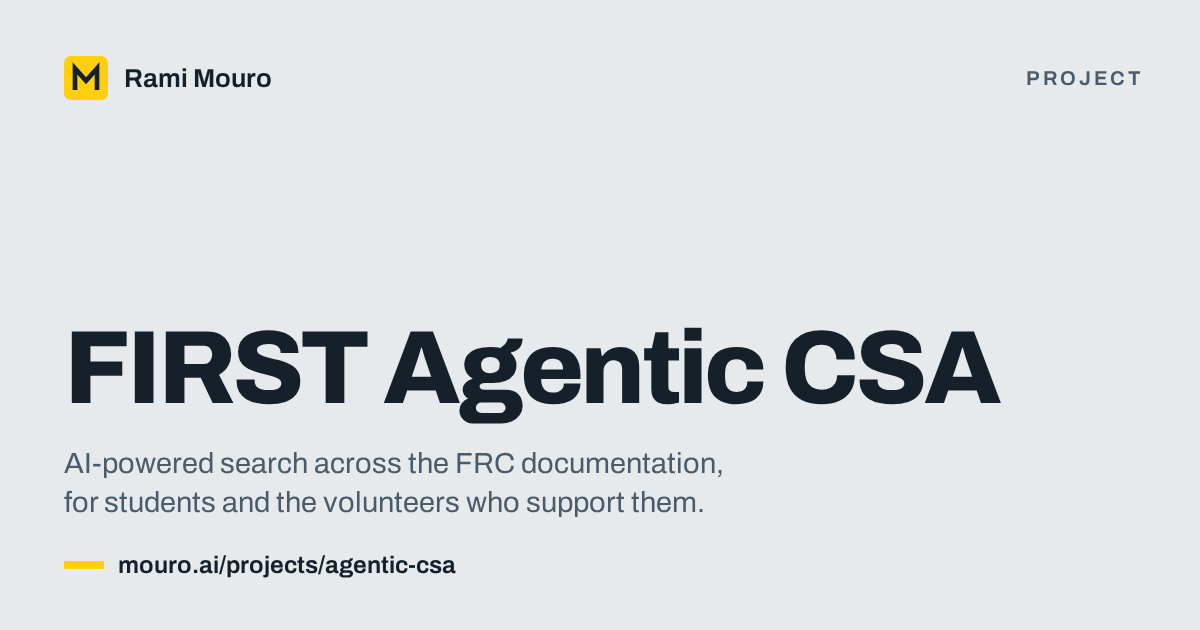 M
Rami Mouro
PROJECT
FIRST Agentic CSA
AI-powered search across the FRC documentation,
for students and the volunteers who support them.
mouro.ai/projects/agentic-csa